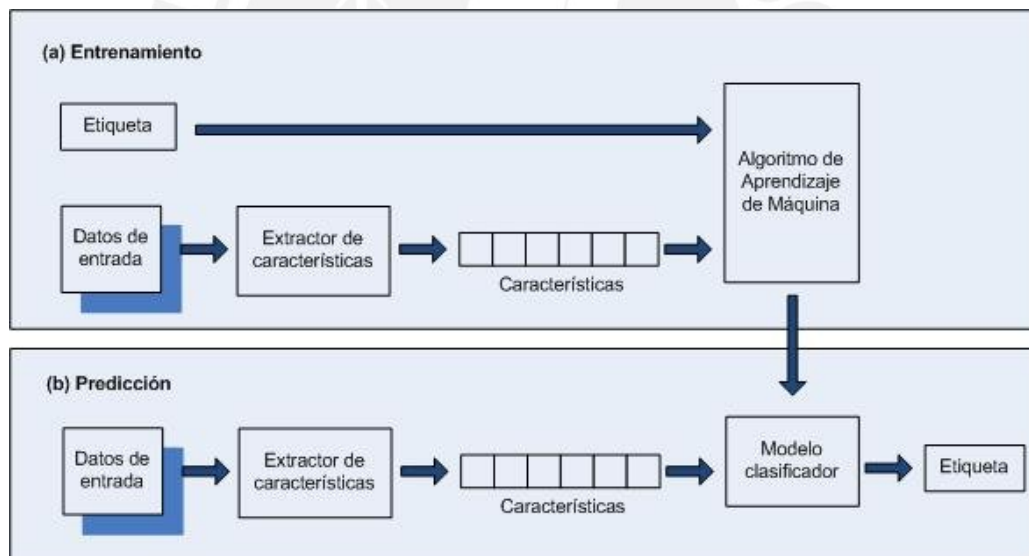 (a) Entrenamiento
Etiqueta
Algoritmo de
Aprendizaje
de Máquina
Datos de
entrada
Extractor de
características
Características
(b) Predicción
Datos de
entrada
Extractor de
características
Características
Modelo
clasificador
Etiqueta